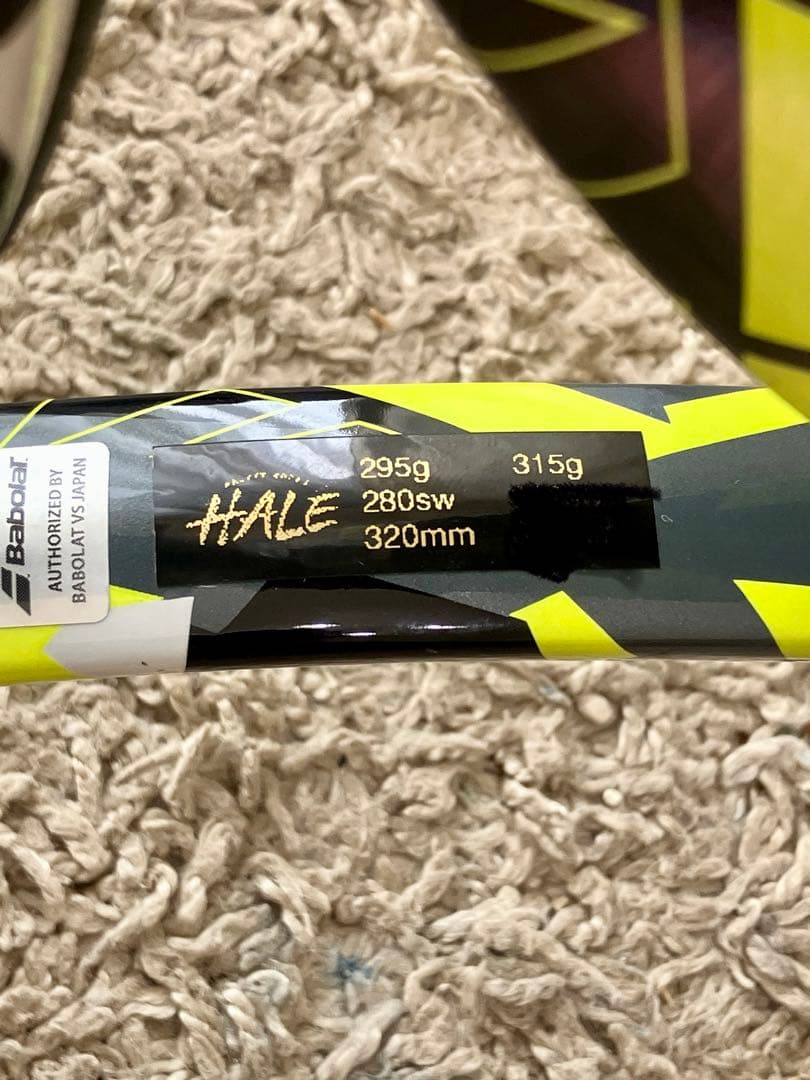 Babolat
AUTHORIZED BY
BABOLAT VS JAPAN
HALE
295g 315g
280sw
320mm